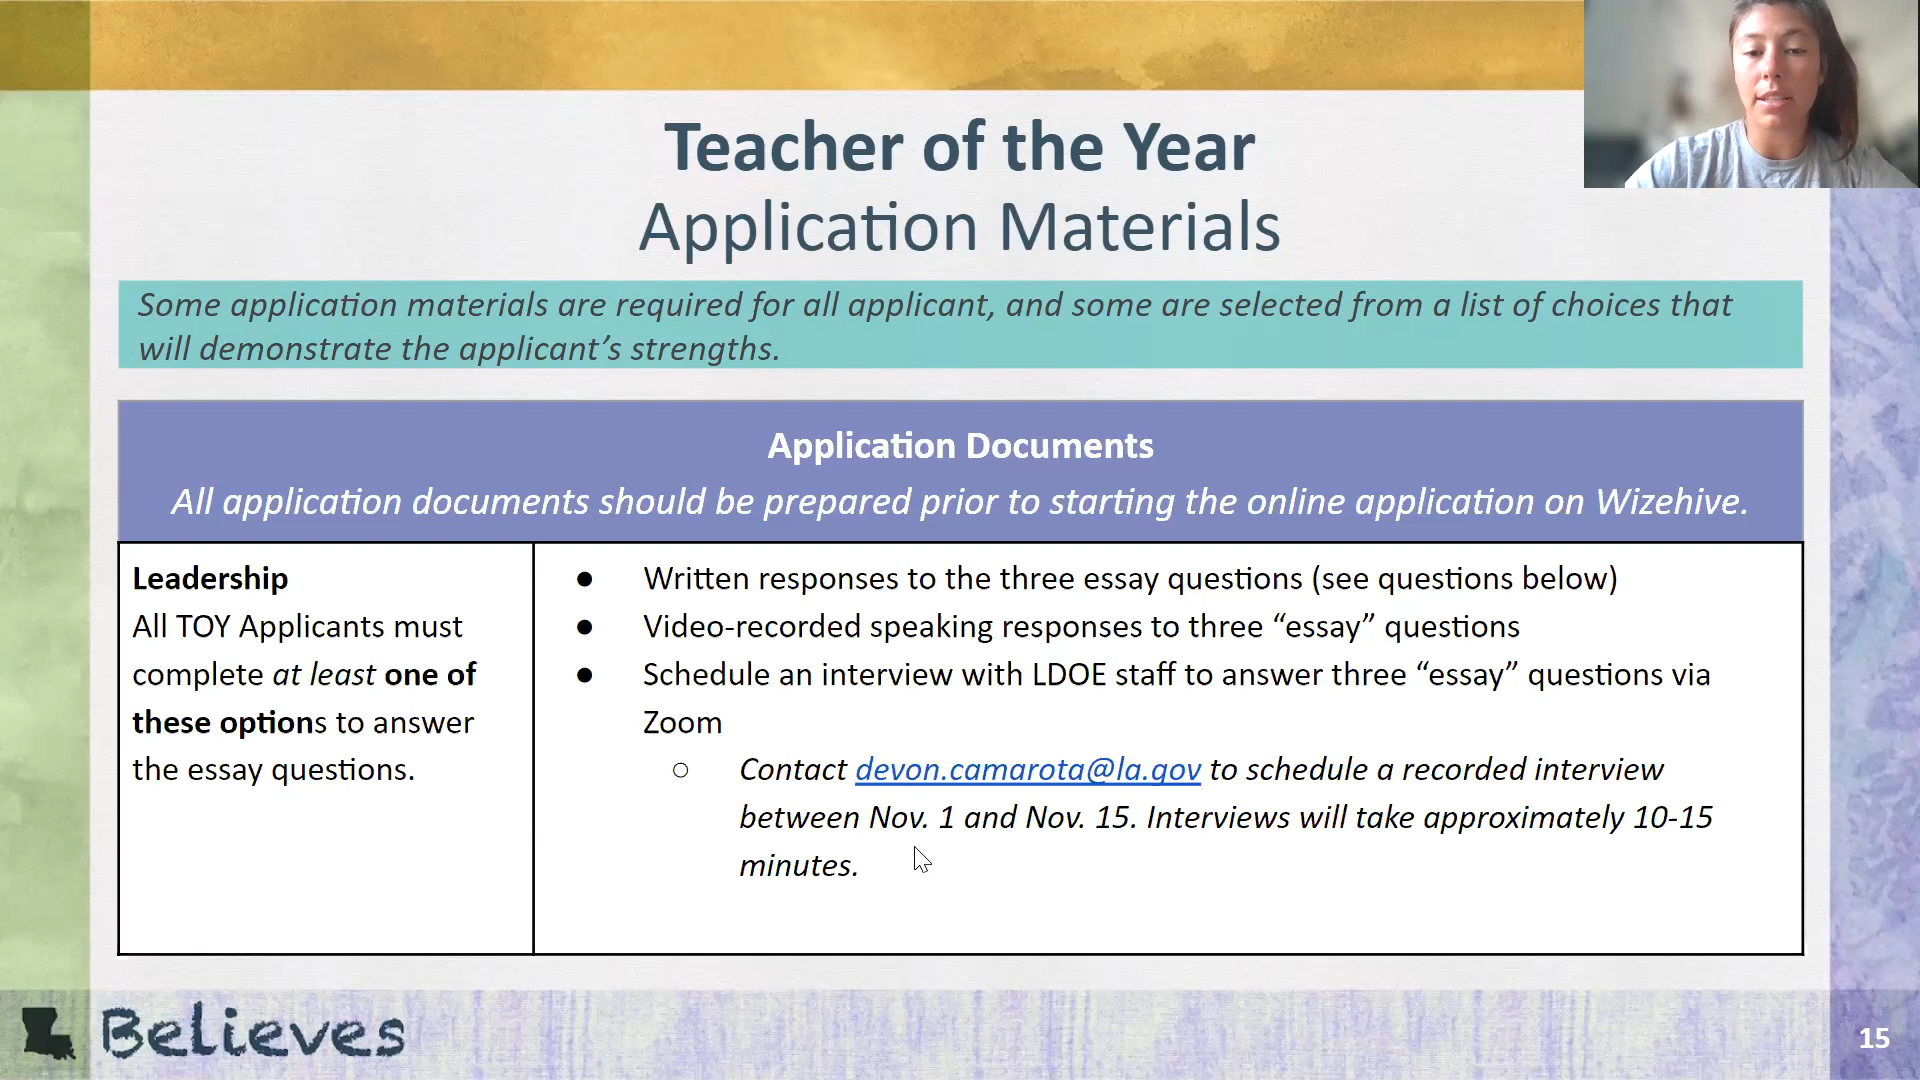 Teacher of the Year
Application Materials
Some application materials are required for all applicant, and some are selected from a list of choices that
will demonstrate the applicant’s strengths.
Application Documents
All application documents should be prepared prior to starting the online application on Wizehive.
Leadership
All TOY Applicants must
complete at least one of
these options to answer
the essay questions.
● Written responses to the three essay questions (see questions below)
● Video-recorded speaking responses to three “essay” questions
● Schedule an interview with LDOE staff to answer three “essay” questions via
Zoom
○ Contact devon.camarota@la.gov to schedule a recorded interview
between Nov. 1 and Nov. 15. Interviews will take approximately 10-15
minutes.
Believes
15